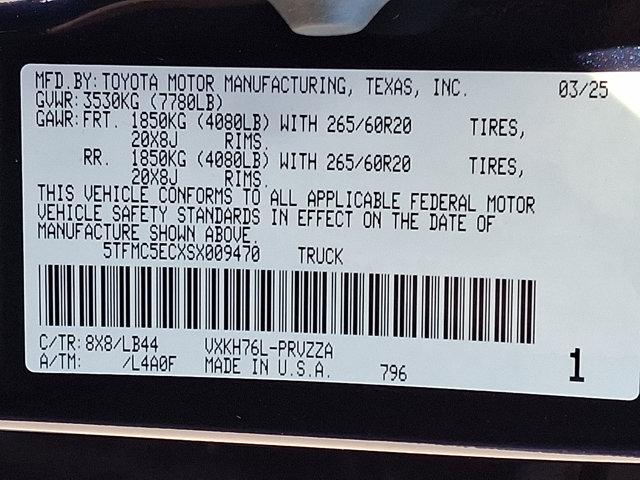 MFD.BY:TOYOTA MOTOR MANUFACTURING, TEXAS, INC. 03/25
GVWR:3530KG (7780LB)
GAWR:FRT. 1850KG (4080LB) WITH 265/60R20 TIRES,
20X8J RIMS.
RR. 1850KG (4080LB) WITH 265/60R20 TIRES,
20X8J RIMS.
THIS VEHICLE CONFORMS TO ALL APPLICABLE FEDERAL MOTOR
VEHICLE SAFETY STANDARDS IN EFFECT ON THE DATE OF
MANUFACTURE SHOWN ABOVE.
5TFMC5ECXSX009470 TRUCK
C/TR:8X8/LB44 VXKH76L-PRVZZA
A/TM: /L4A0F MADE IN U.S.A. 796 1